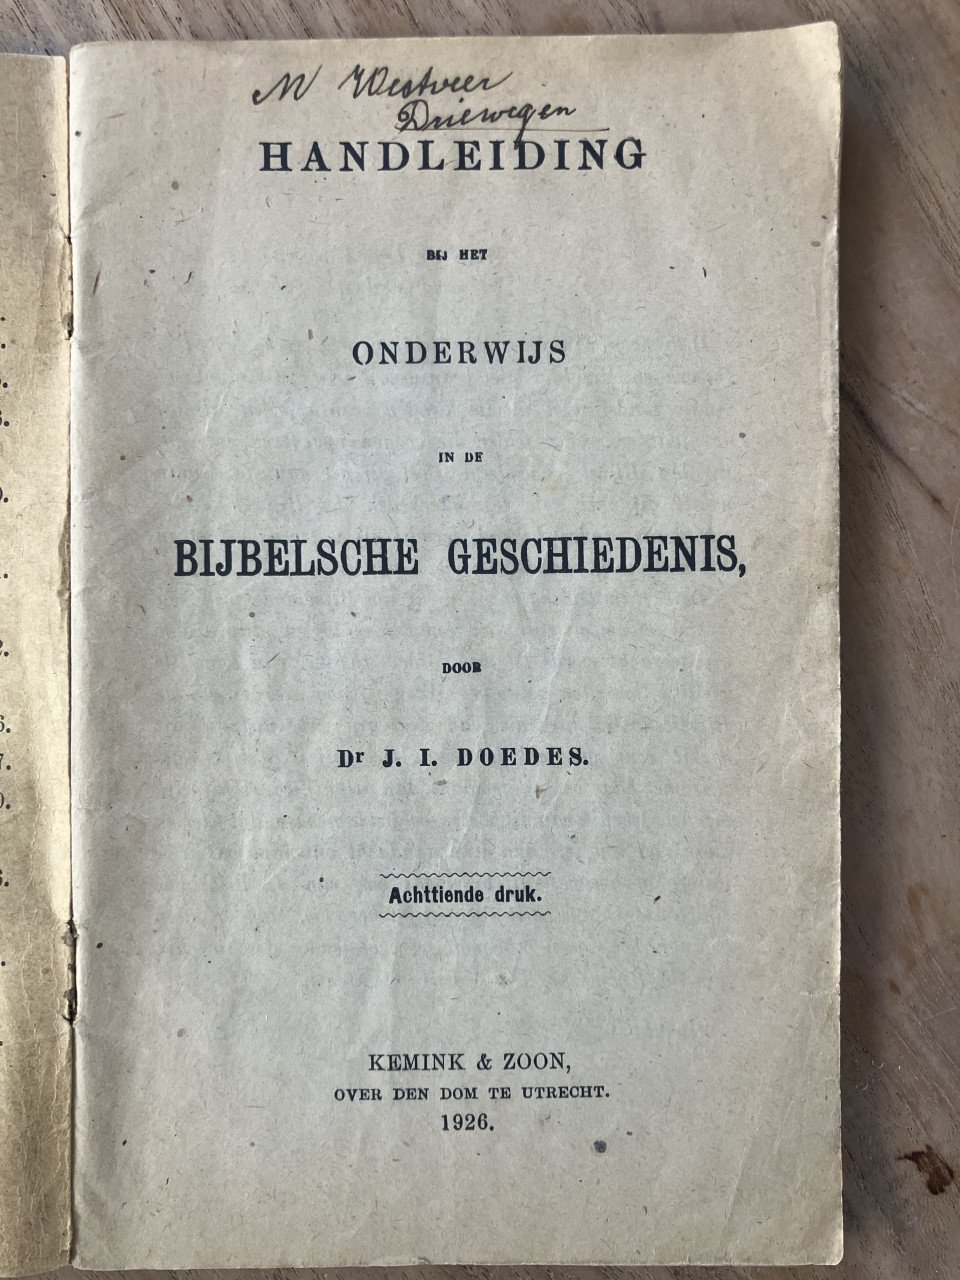 M Westveer
Driewegen
HANDLEIDING
BIJ HET
ONDERWIJS
IN DE
BIJBELSCHE GESCHIEDENIS,
DOOR
Dr J. I. DOEDES.
Achttiende druk.
KEMINK & ZOON,
OVER DEN DOM TE UTRECHT.
1926.